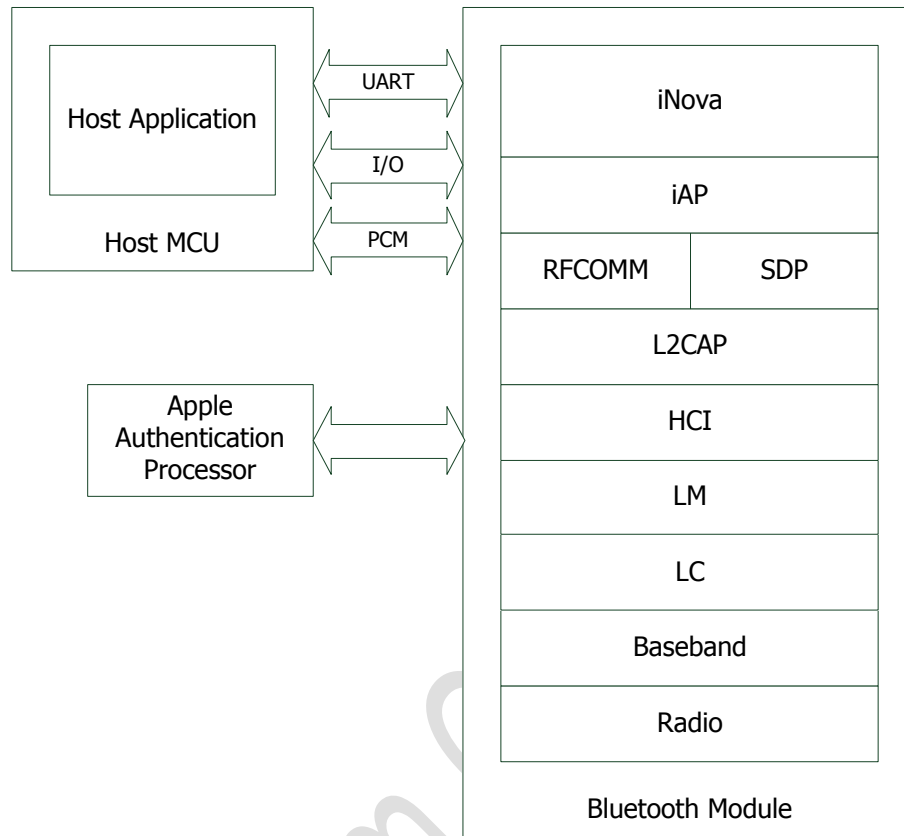 Host Application
Host MCU
UART
I/O
PCM
Apple
Authentication
Processor
iNova
iAP
RFCOMM
SDP
L2CAP
HCI
LM
LC
Baseband
Radio
Bluetooth Module